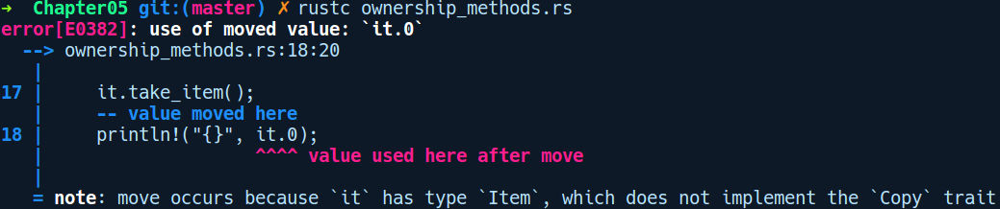 ➜  Chapter05 git:(master) ✗ rustc ownership_methods.rs
error[E0382]: use of moved value: `it.0`
  --> ownership_methods.rs:18:20
   |
17 |     it.take_item();
   |     -- value moved here
18 |     println!("{}", it.0);
   |                    ^^^^ value used here after move
   |
   = note: move occurs because `it` has type `Item`, which does not implement the `Copy` trait